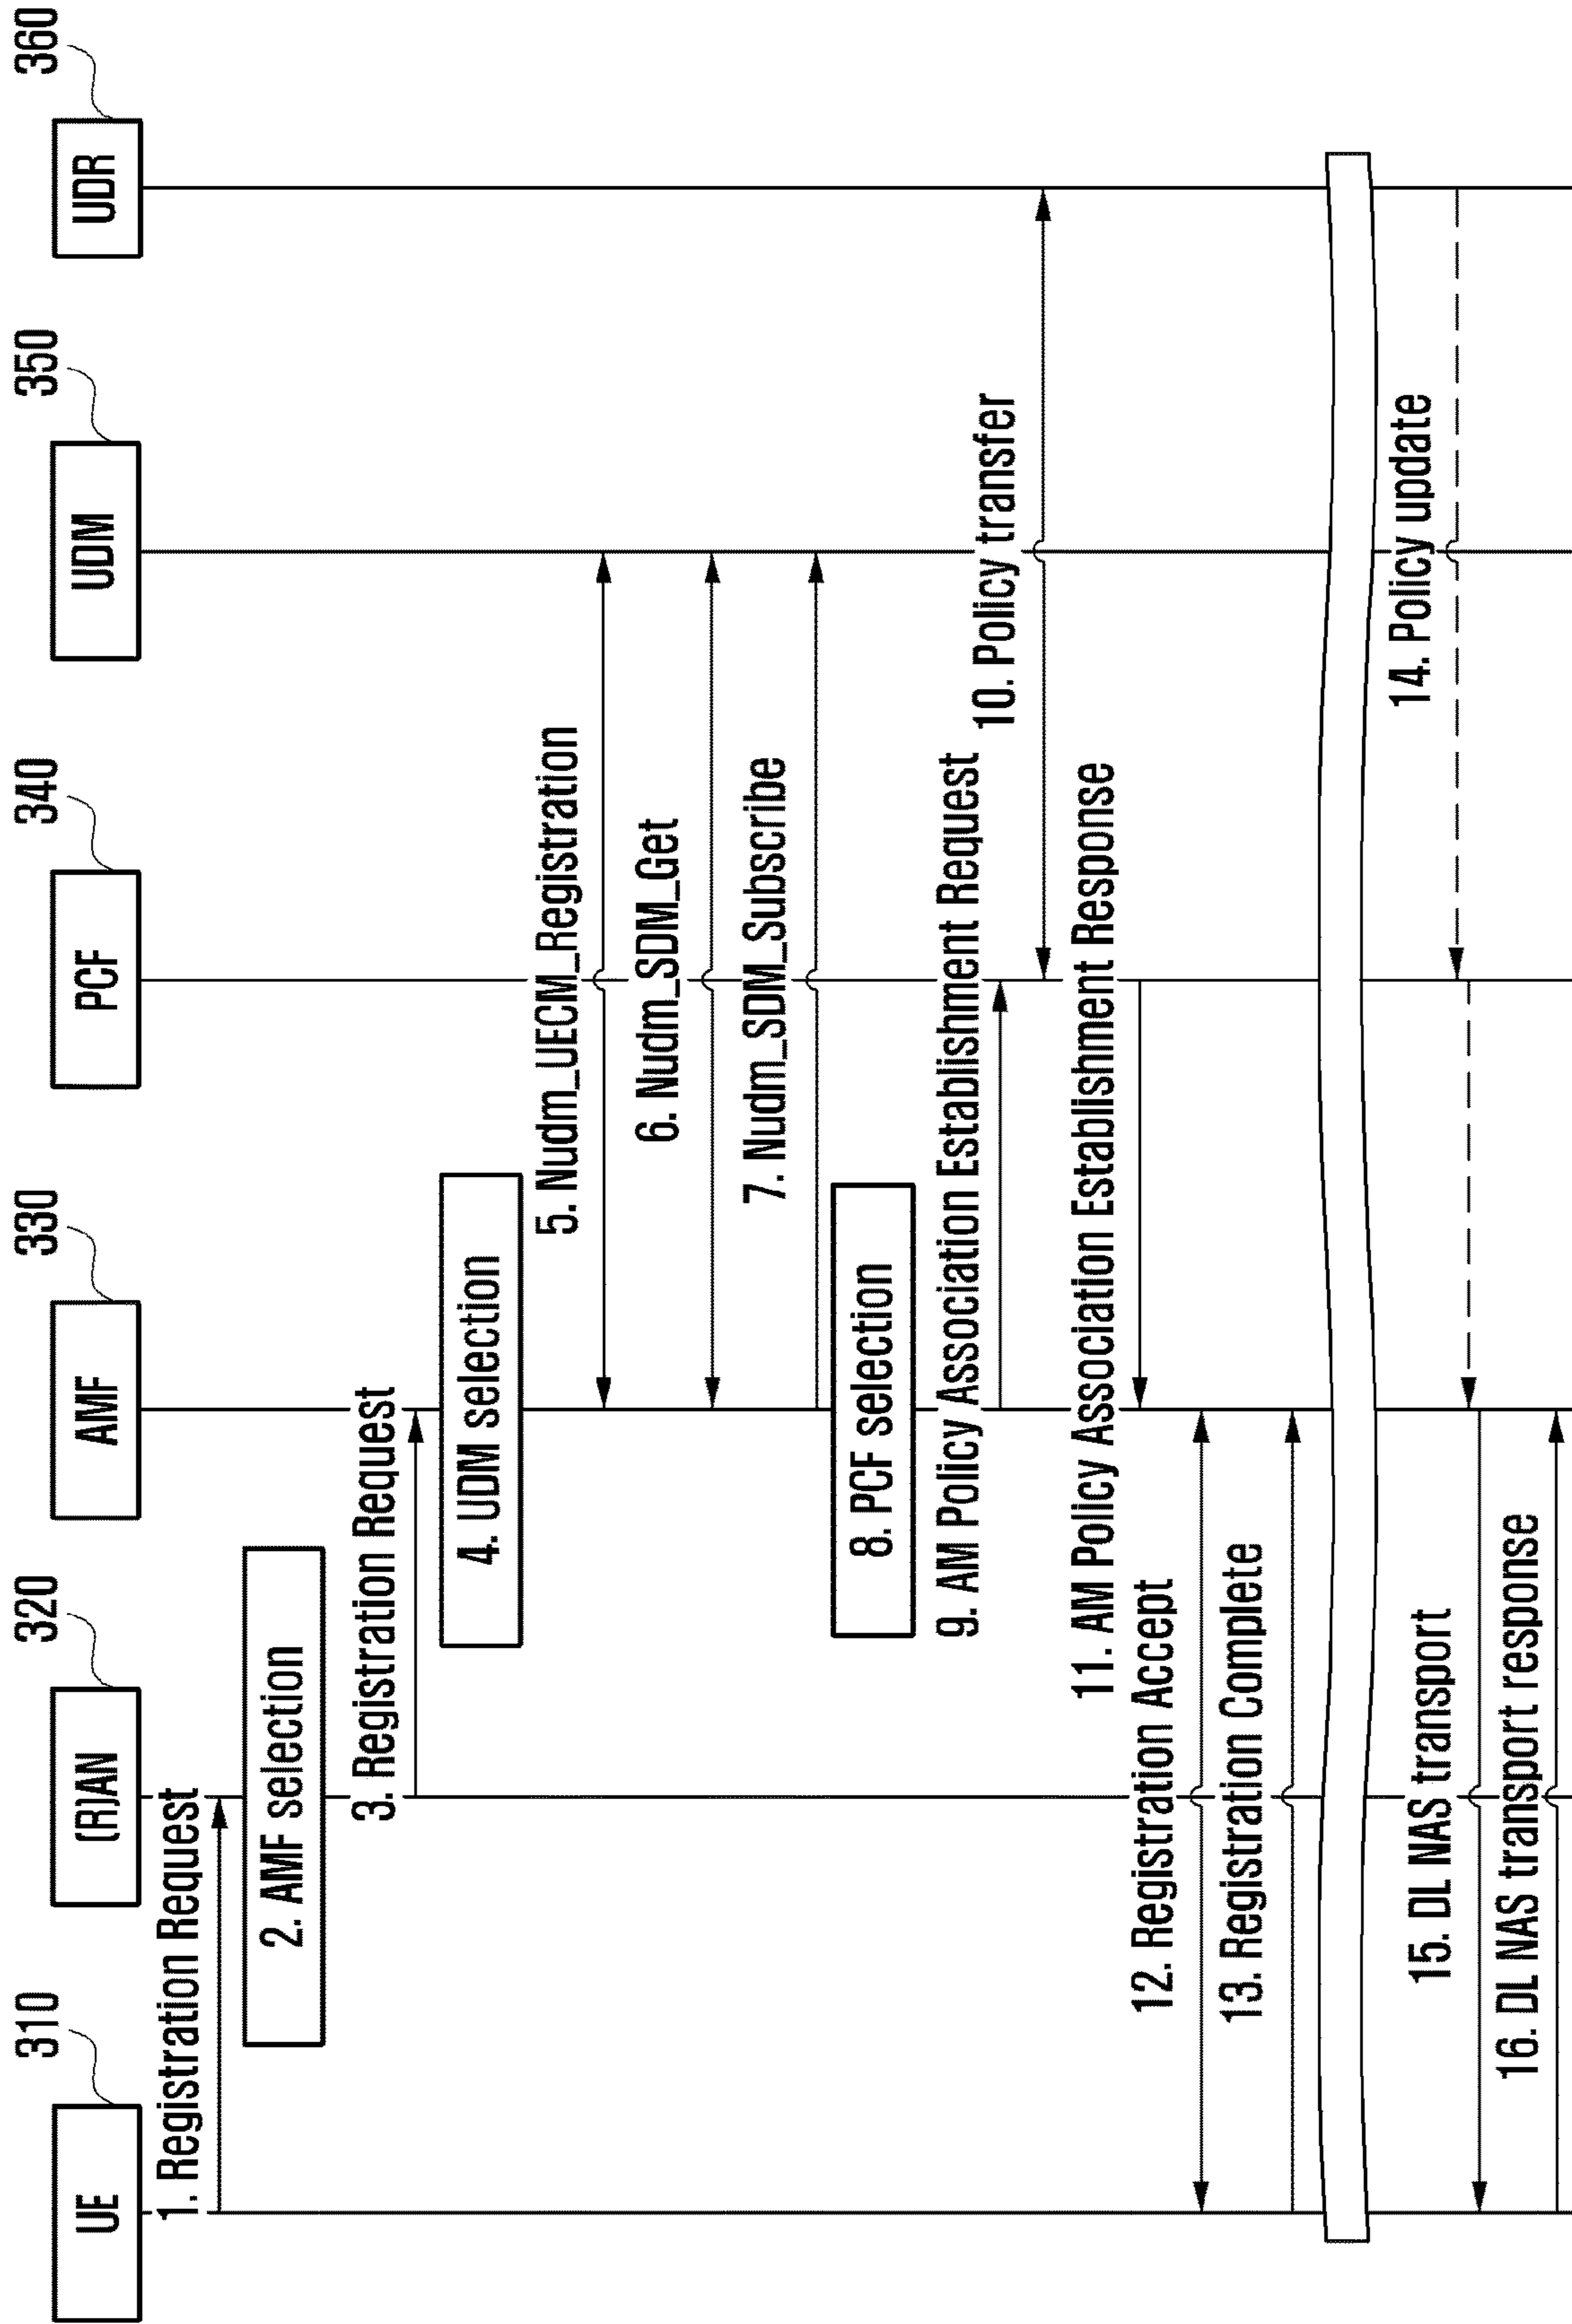 310
320
330
340
350
360
UE
(R)AN
AMF
PCF
UDM
UDR
1. Registration Request
2. AMF selection
3. Registration Request
4. UDM selection
5. Nudm_UECM_Registration
6. Nudm_SDM_Get
7. Nudm_SDM_Subscribe
8. PCF selection
9. AM Policy Association Establishment Request
10. Policy transfer
11. AM Policy Association Establishment Response
12. Registration Accept
13. Registration Complete
14. Policy update
15. DL NAS transport
16. DL NAS transport response